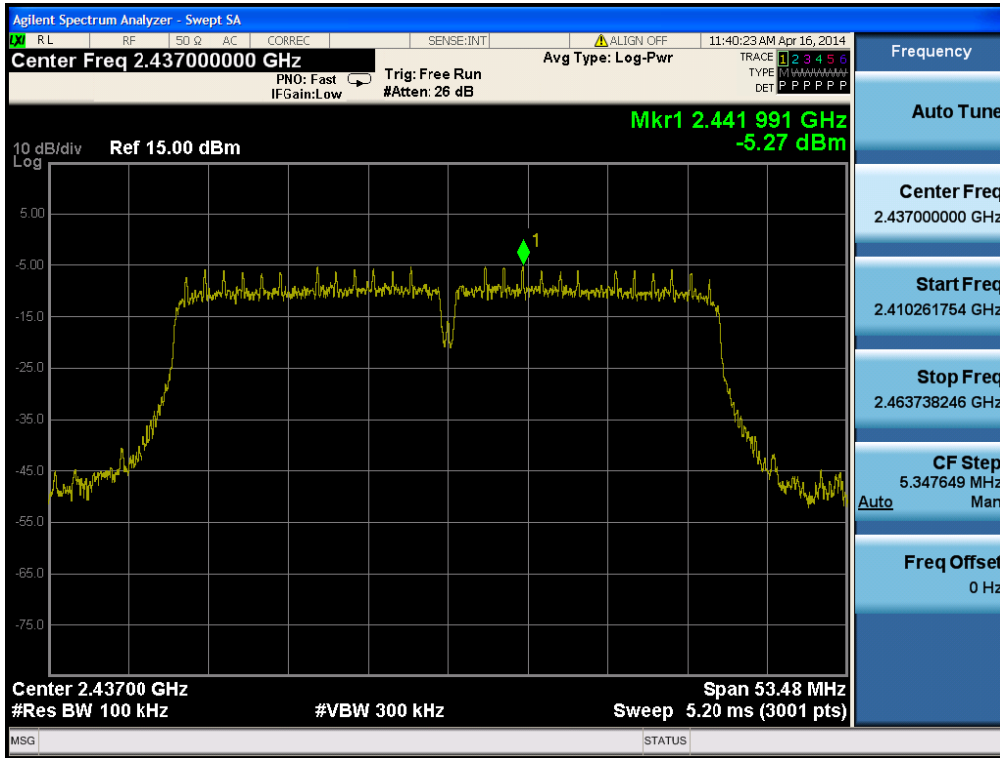 Agilent Spectrum Analyzer - Swept SA
LXI RL RF 50 Ω AC CORREC SENSE:INT ALIGN OFF 11:40:23 AM Apr 16, 2014
Center Freq 2.437000000 GHz
PNO: Fast
IFGain:Low
Trig: Free Run
#Atten: 26 dB
Avg Type: Log-Pwr
TRACE 1 2 3 4 5 6
TYPE M WWWWW
DET P P P P P P
Mkr1 2.441 991 GHz
-5.27 dBm
10 dB/div Ref 15.00 dBm
Log
5.00
-5.00
-15.0
-25.0
-35.0
-45.0
-55.0
-65.0
-75.0
1
Center 2.43700 GHz
Span 53.48 MHz
#Res BW 100 kHz
#VBW 300 kHz
Sweep 5.20 ms (3001 pts)
MSG
STATUS
Frequency
Auto Tune
Center Freq
2.437000000 GHz
Start Freq
2.410261754 GHz
Stop Freq
2.463738246 GHz
CF Step
5.347649 MHz
Auto Man
Freq Offset
0 Hz